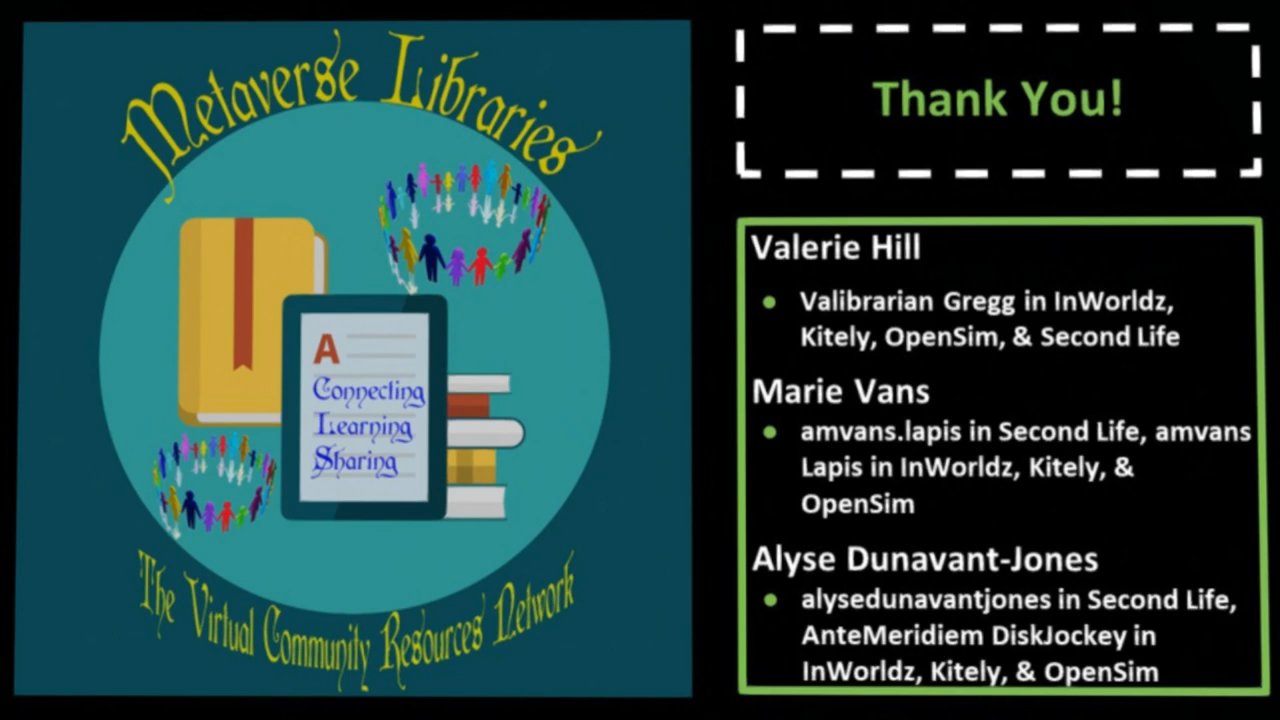 Metaverse Libraries
A
Connecting
Learning
Sharing
The Virtual Community Resources Network
Thank You!
Valerie Hill
• Valibrarian Gregg in InWorldz,
Kitely, OpenSim, & Second Life
Marie Vans
• amvans.lapis in Second Life, amvans
Lapis in InWorldz, Kitely, &
OpenSim
Alyse Dunavant-Jones
• alysedunavantjones in Second Life,
AnteMeridiem DiskJockey in
InWorldz, Kitely, & OpenSim